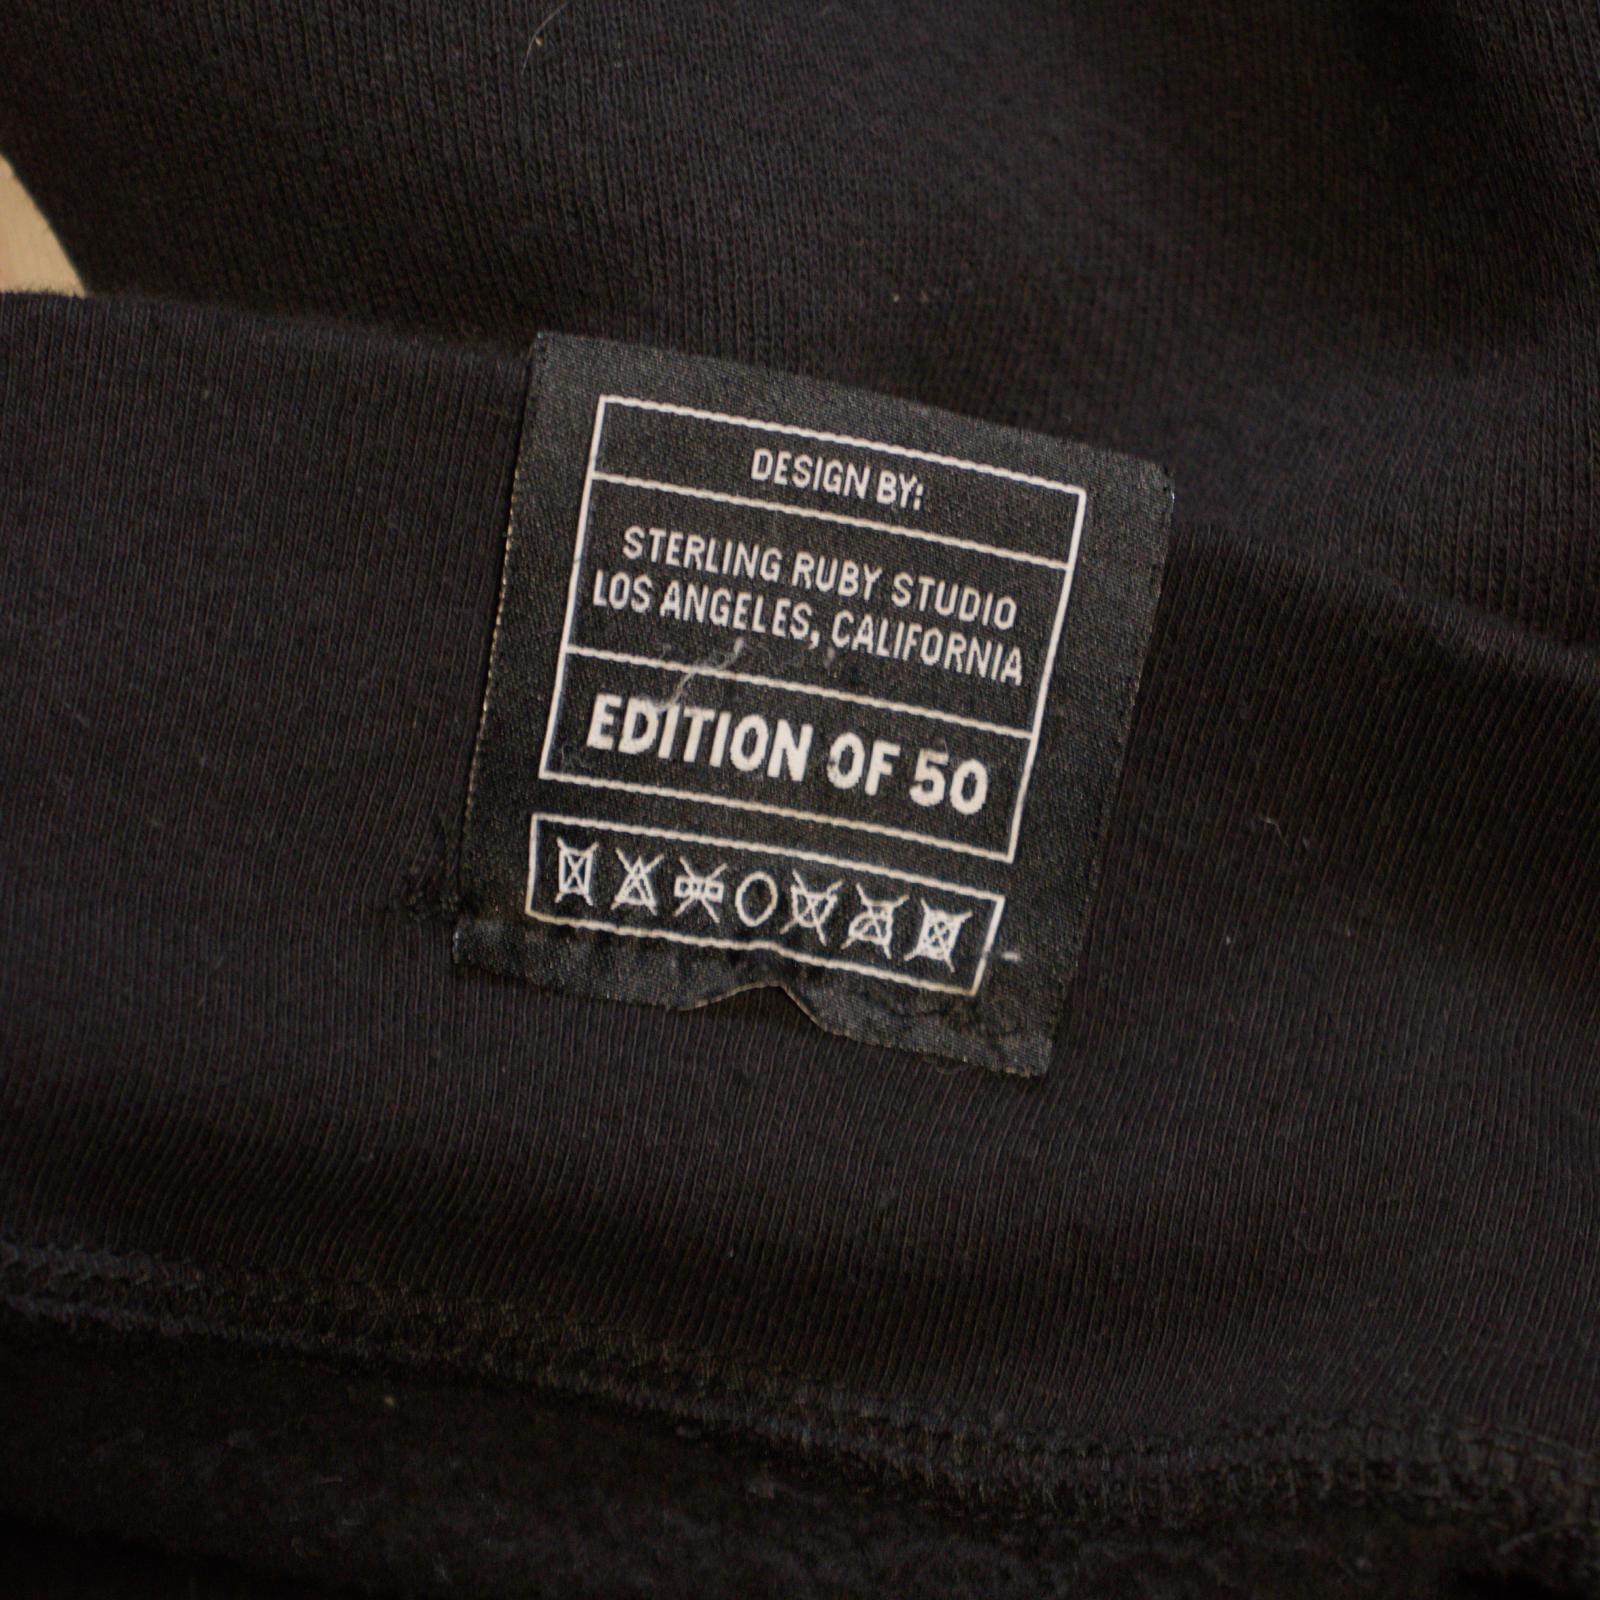 DESIGN BY:
STERLING RUBY STUDIO
LOS ANGELES, CALIFORNIA
EDITION OF 50